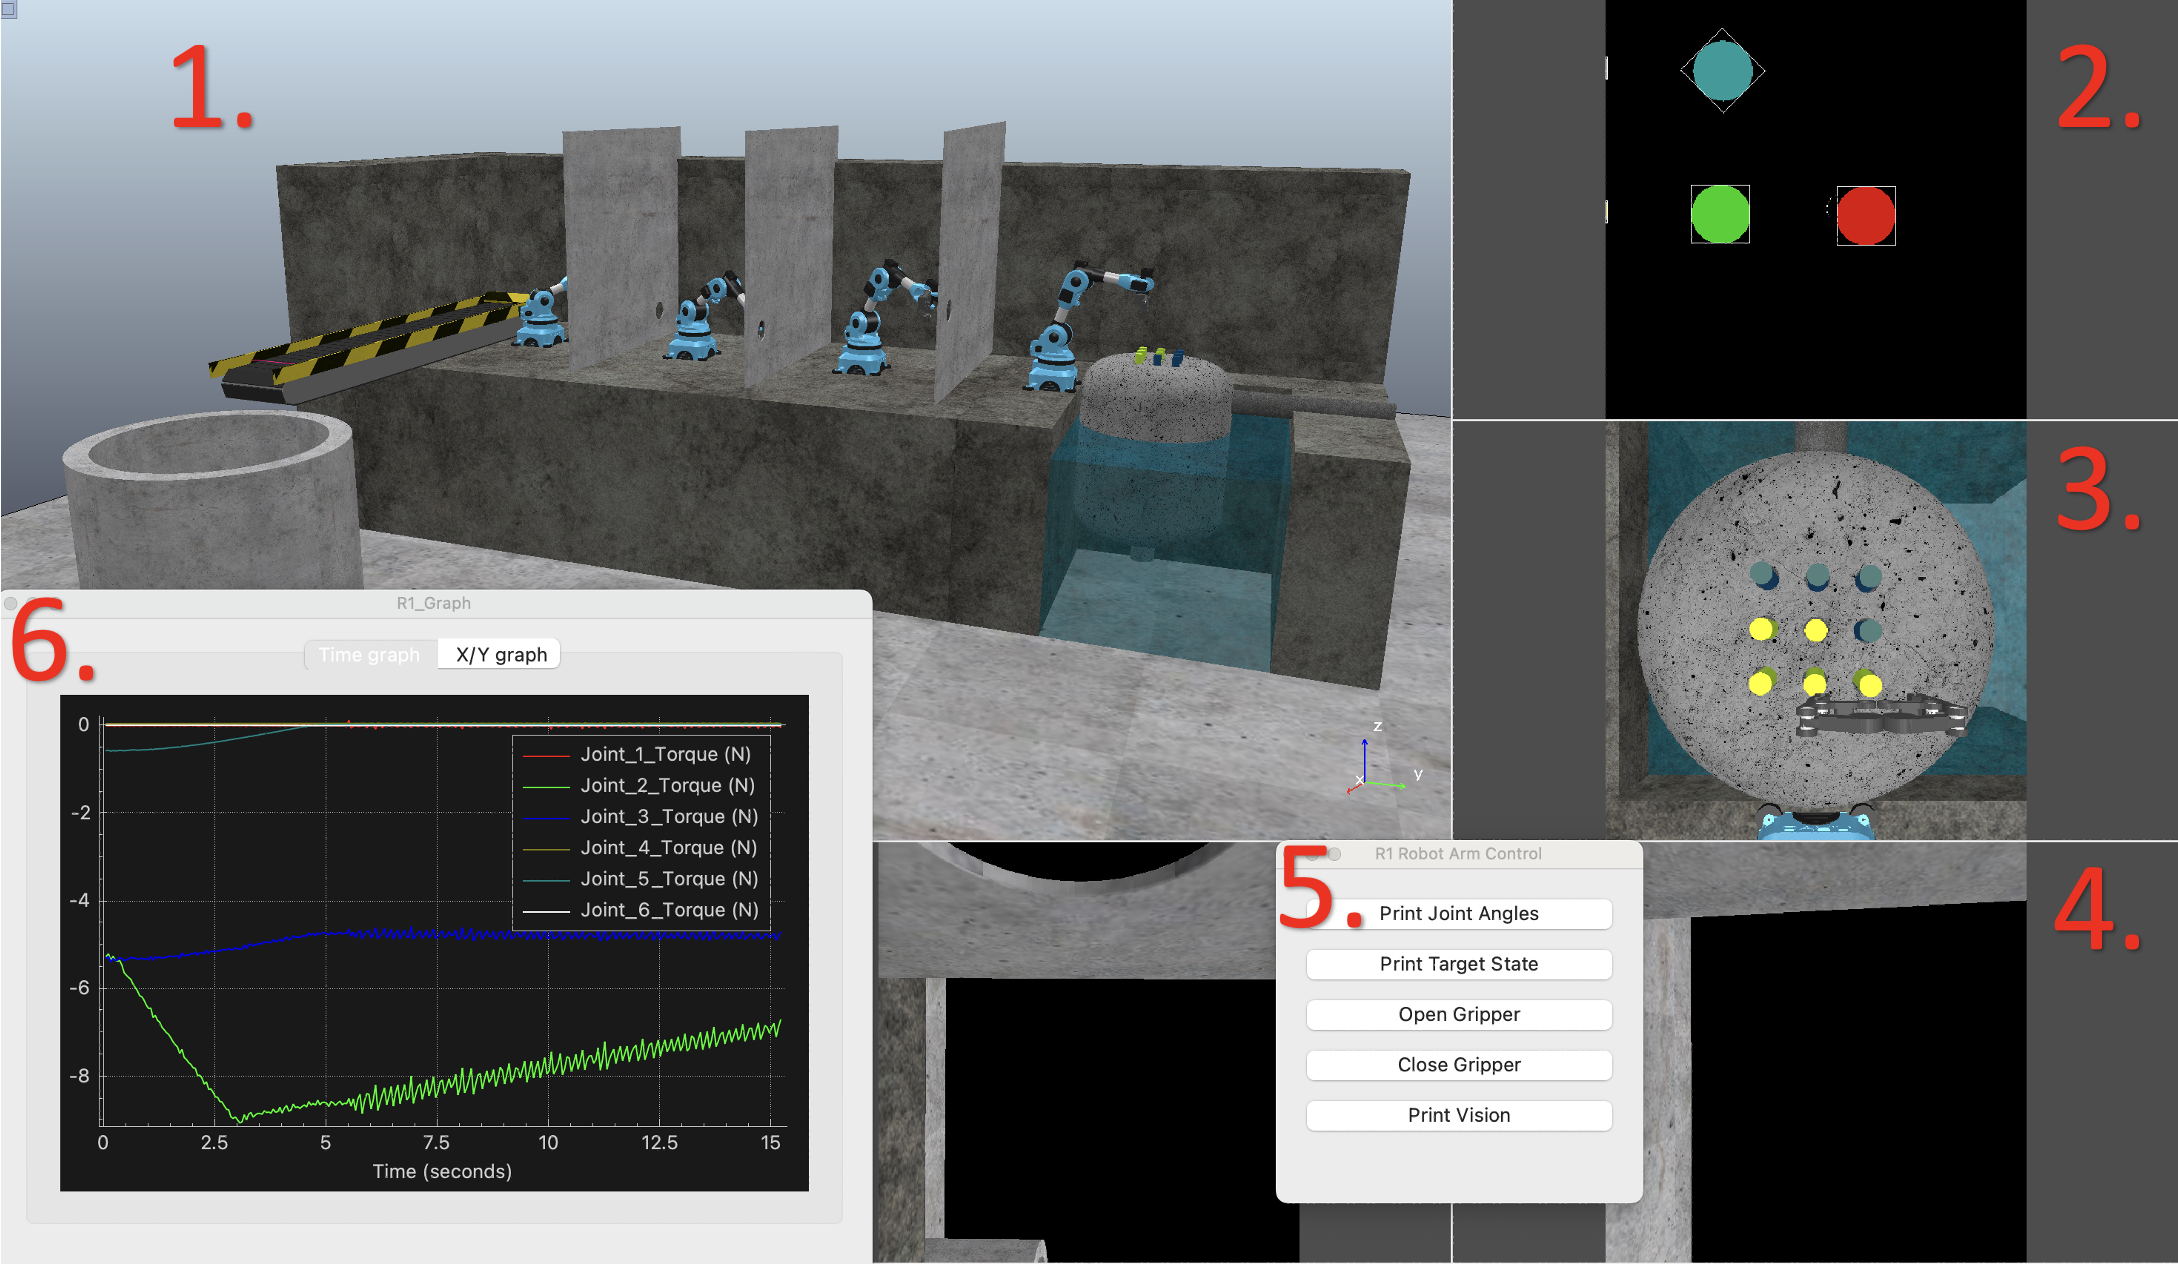 1.
2.
3.
z
y
x
6.
R1_Graph
Time graph
X/Y graph
0
-2
-4
-6
-8
Joint_1_Torque (N)
Joint_2_Torque (N)
Joint_3_Torque (N)
Joint_4_Torque (N)
Joint_5_Torque (N)
Joint_6_Torque (N)
0 2.5 5 7.5 10 12.5 15
Time (seconds)
5.
R1 Robot Arm Control
Print Joint Angles
Print Target State
Open Gripper
Close Gripper
Print Vision
4.